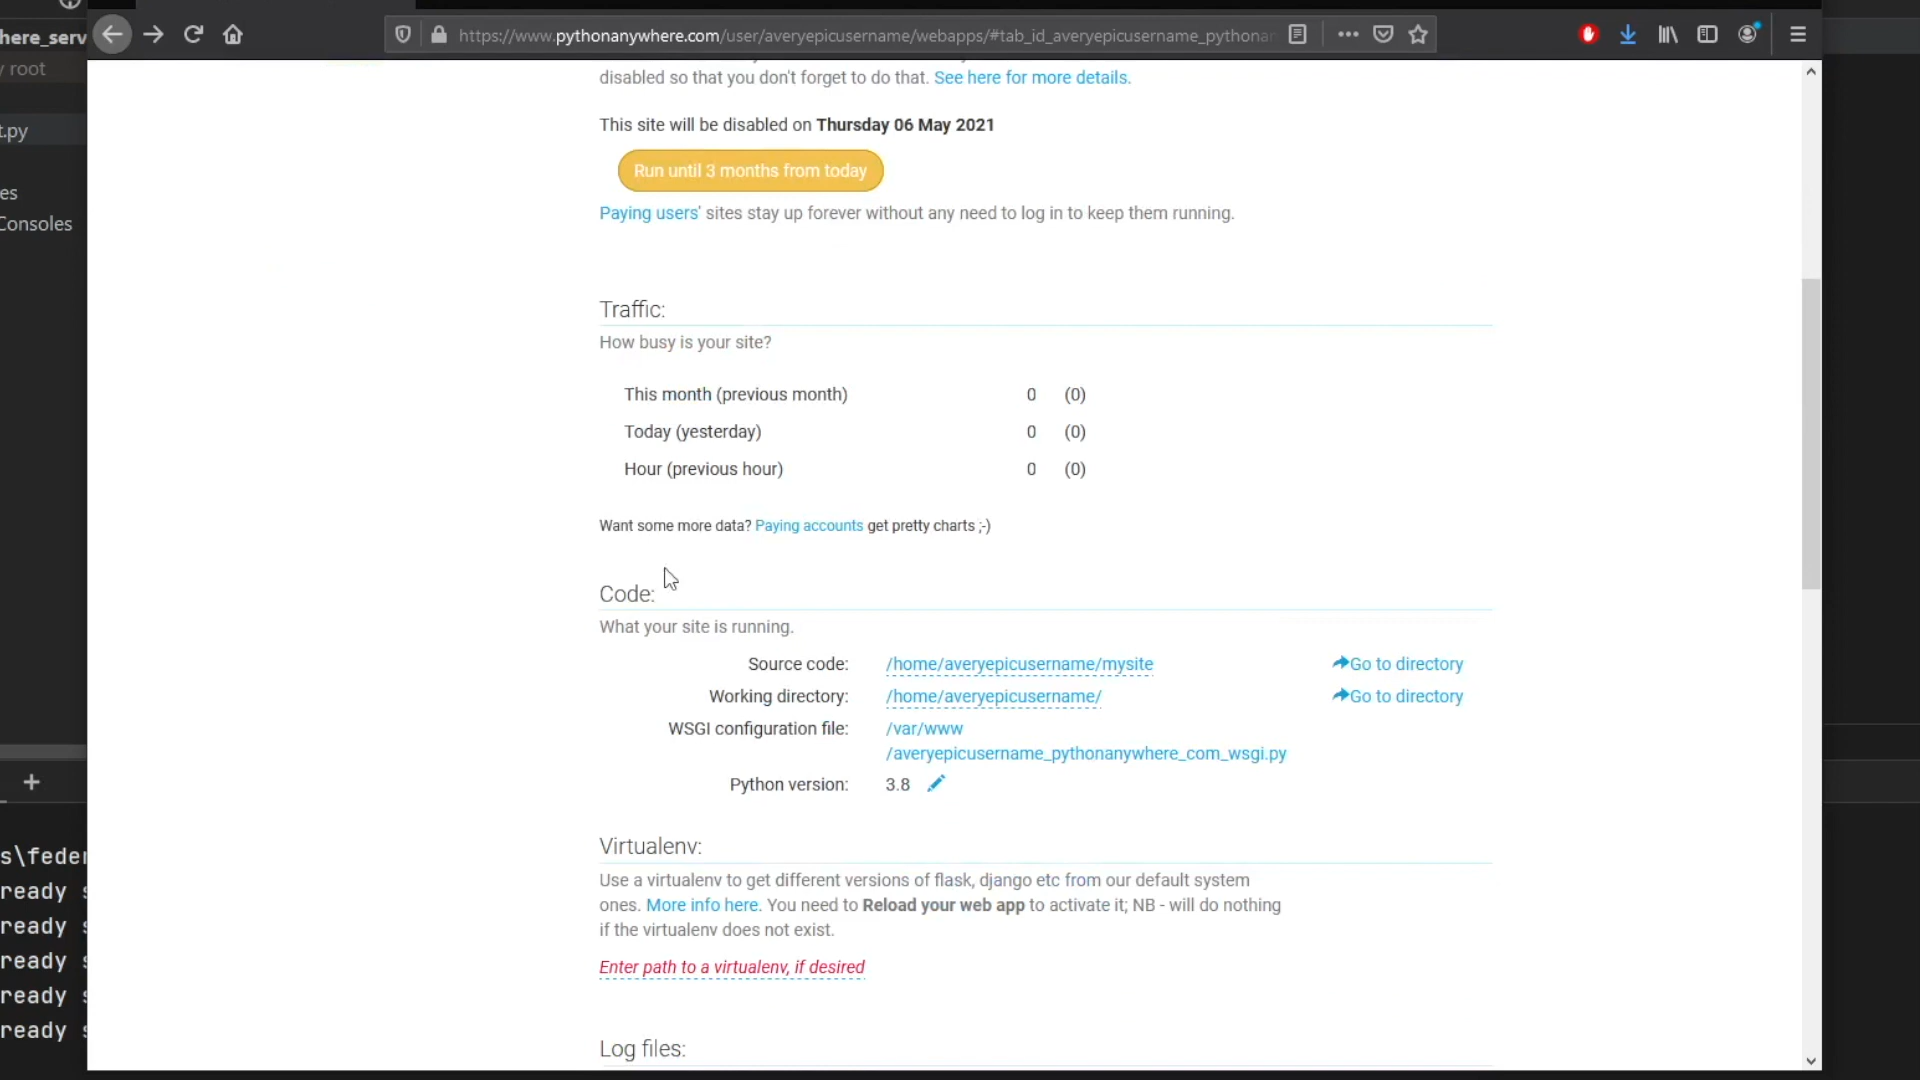 here_serv
https://www.pythonanywhere.com/user/averyepicusername/webapps/#tab_id_averyepicusername_pythonan
root
t.py
es
Consoles
disabled so that you don't forget to do that. See here for more details.
This site will be disabled on Thursday 06 May 2021
Run until 3 months from today
Paying users' sites stay up forever without any need to log in to keep them running.
Traffic:
How busy is your site?
This month (previous month) 0 (0)
Today (yesterday) 0 (0)
Hour (previous hour) 0 (0)
Want some more data? Paying accounts get pretty charts ;-)
Code:
What your site is running.
Source code: /home/averyepicusername/mysite Go to directory
Working directory: /home/averyepicusername/ Go to directory
WSGI configuration file: /var/www
/averyepicusername_pythonanywhere_com_wsgi.py
Python version: 3.8
Virtualenv:
Use a virtualenv to get different versions of flask, django etc from our default system
ones. More info here. You need to Reload your web app to activate it; NB - will do nothing
if the virtualenv does not exist.
Enter path to a virtualenv, if desired
Log files:
s\feder
ready s
ready s
ready s
ready s
ready s